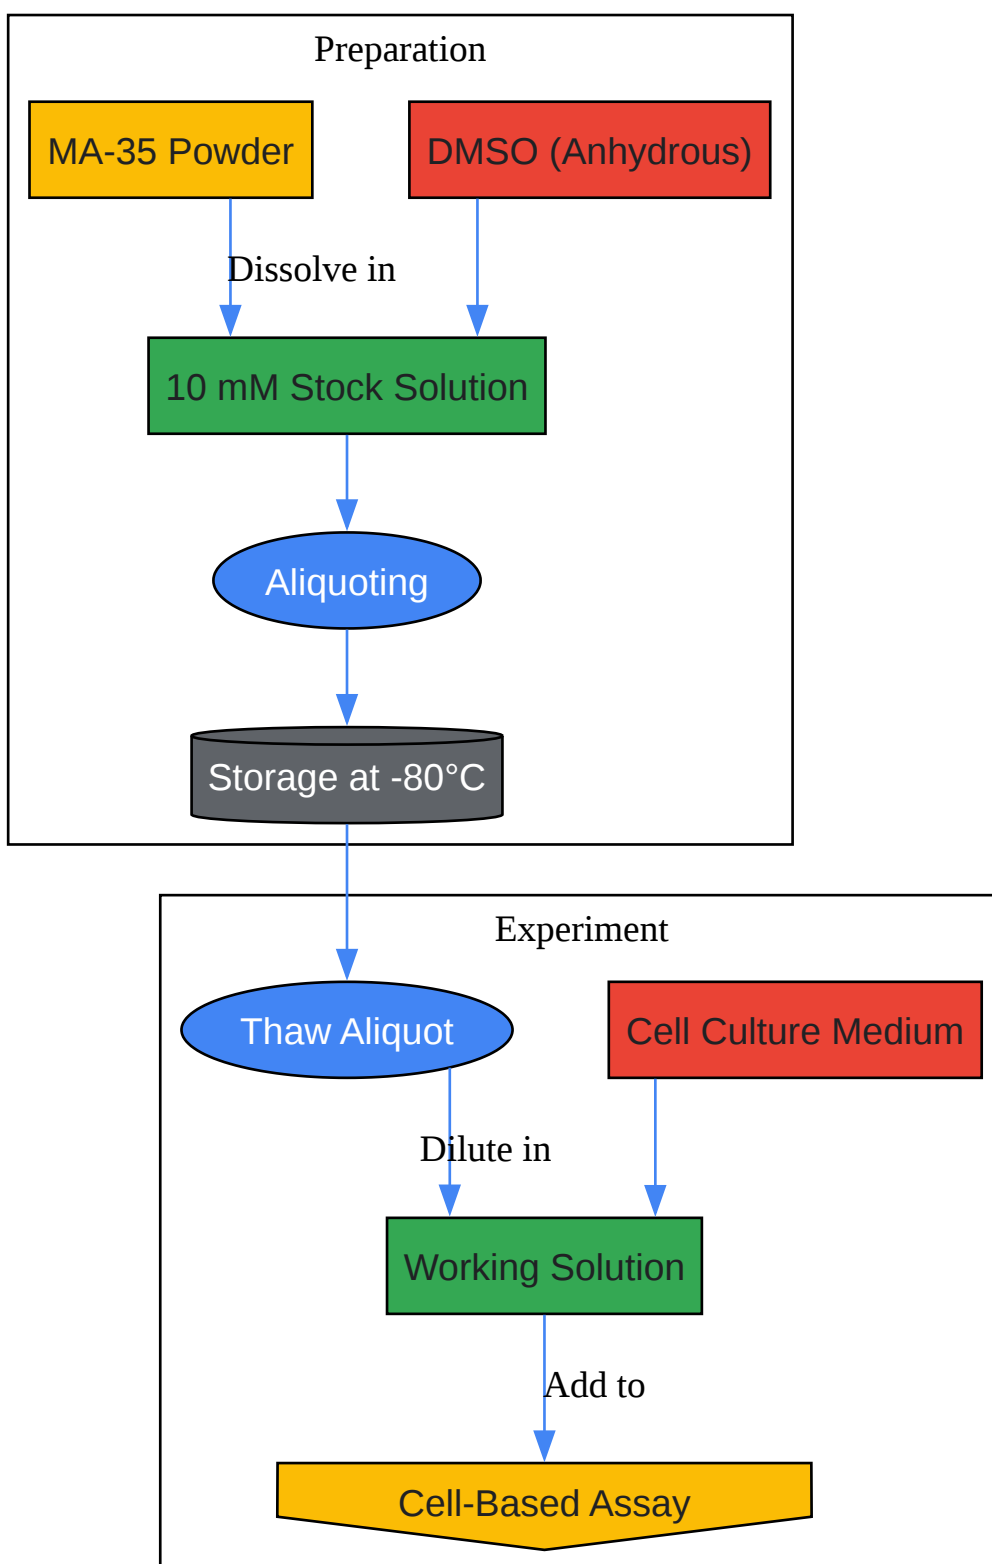 Preparation
MA-35 Powder
DMSO (Anhydrous)
Dissolve in
10 mM Stock Solution
Aliquoting
Storage at -80°C
Experiment
Thaw Aliquot
Cell Culture Medium
Dilute in
Working Solution
Add to
Cell-Based Assay